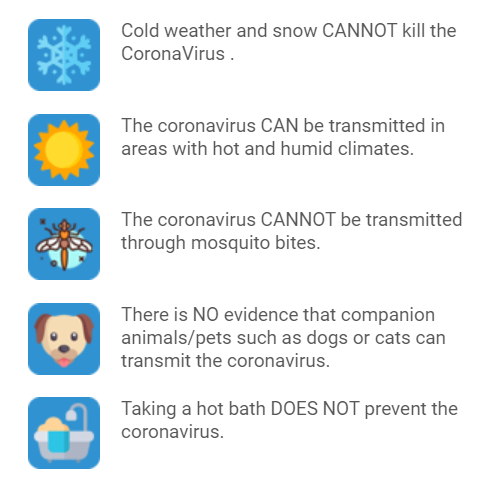 Cold weather and snow CANNOT kill the
CoronaVirus .
The coronavirus CAN be transmitted in
areas with hot and humid climates.
The coronavirus CANNOT be transmitted
through mosquito bites.
There is NO evidence that companion
animals/pets such as dogs or cats can
transmit the coronavirus.
Taking a hot bath DOES NOT prevent the
coronavirus.